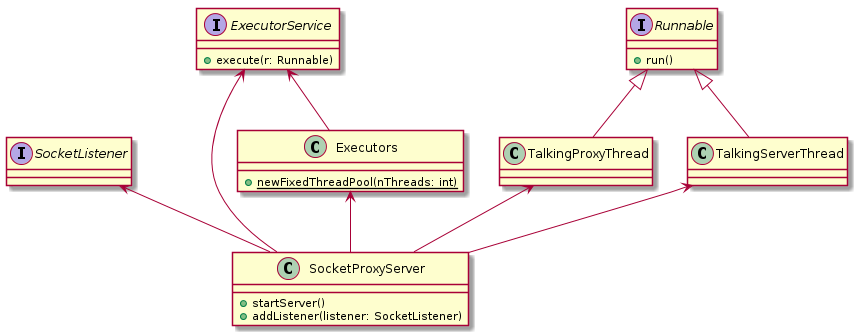 I ExecutorService
execute(r: Runnable)
I Runnable
run()
I SocketListener
C Executors
newFixedThreadPool(nThreads: int)
C TalkingProxyThread
C TalkingServerThread
C SocketProxyServer
startServer()
addListener(listener: SocketListener)